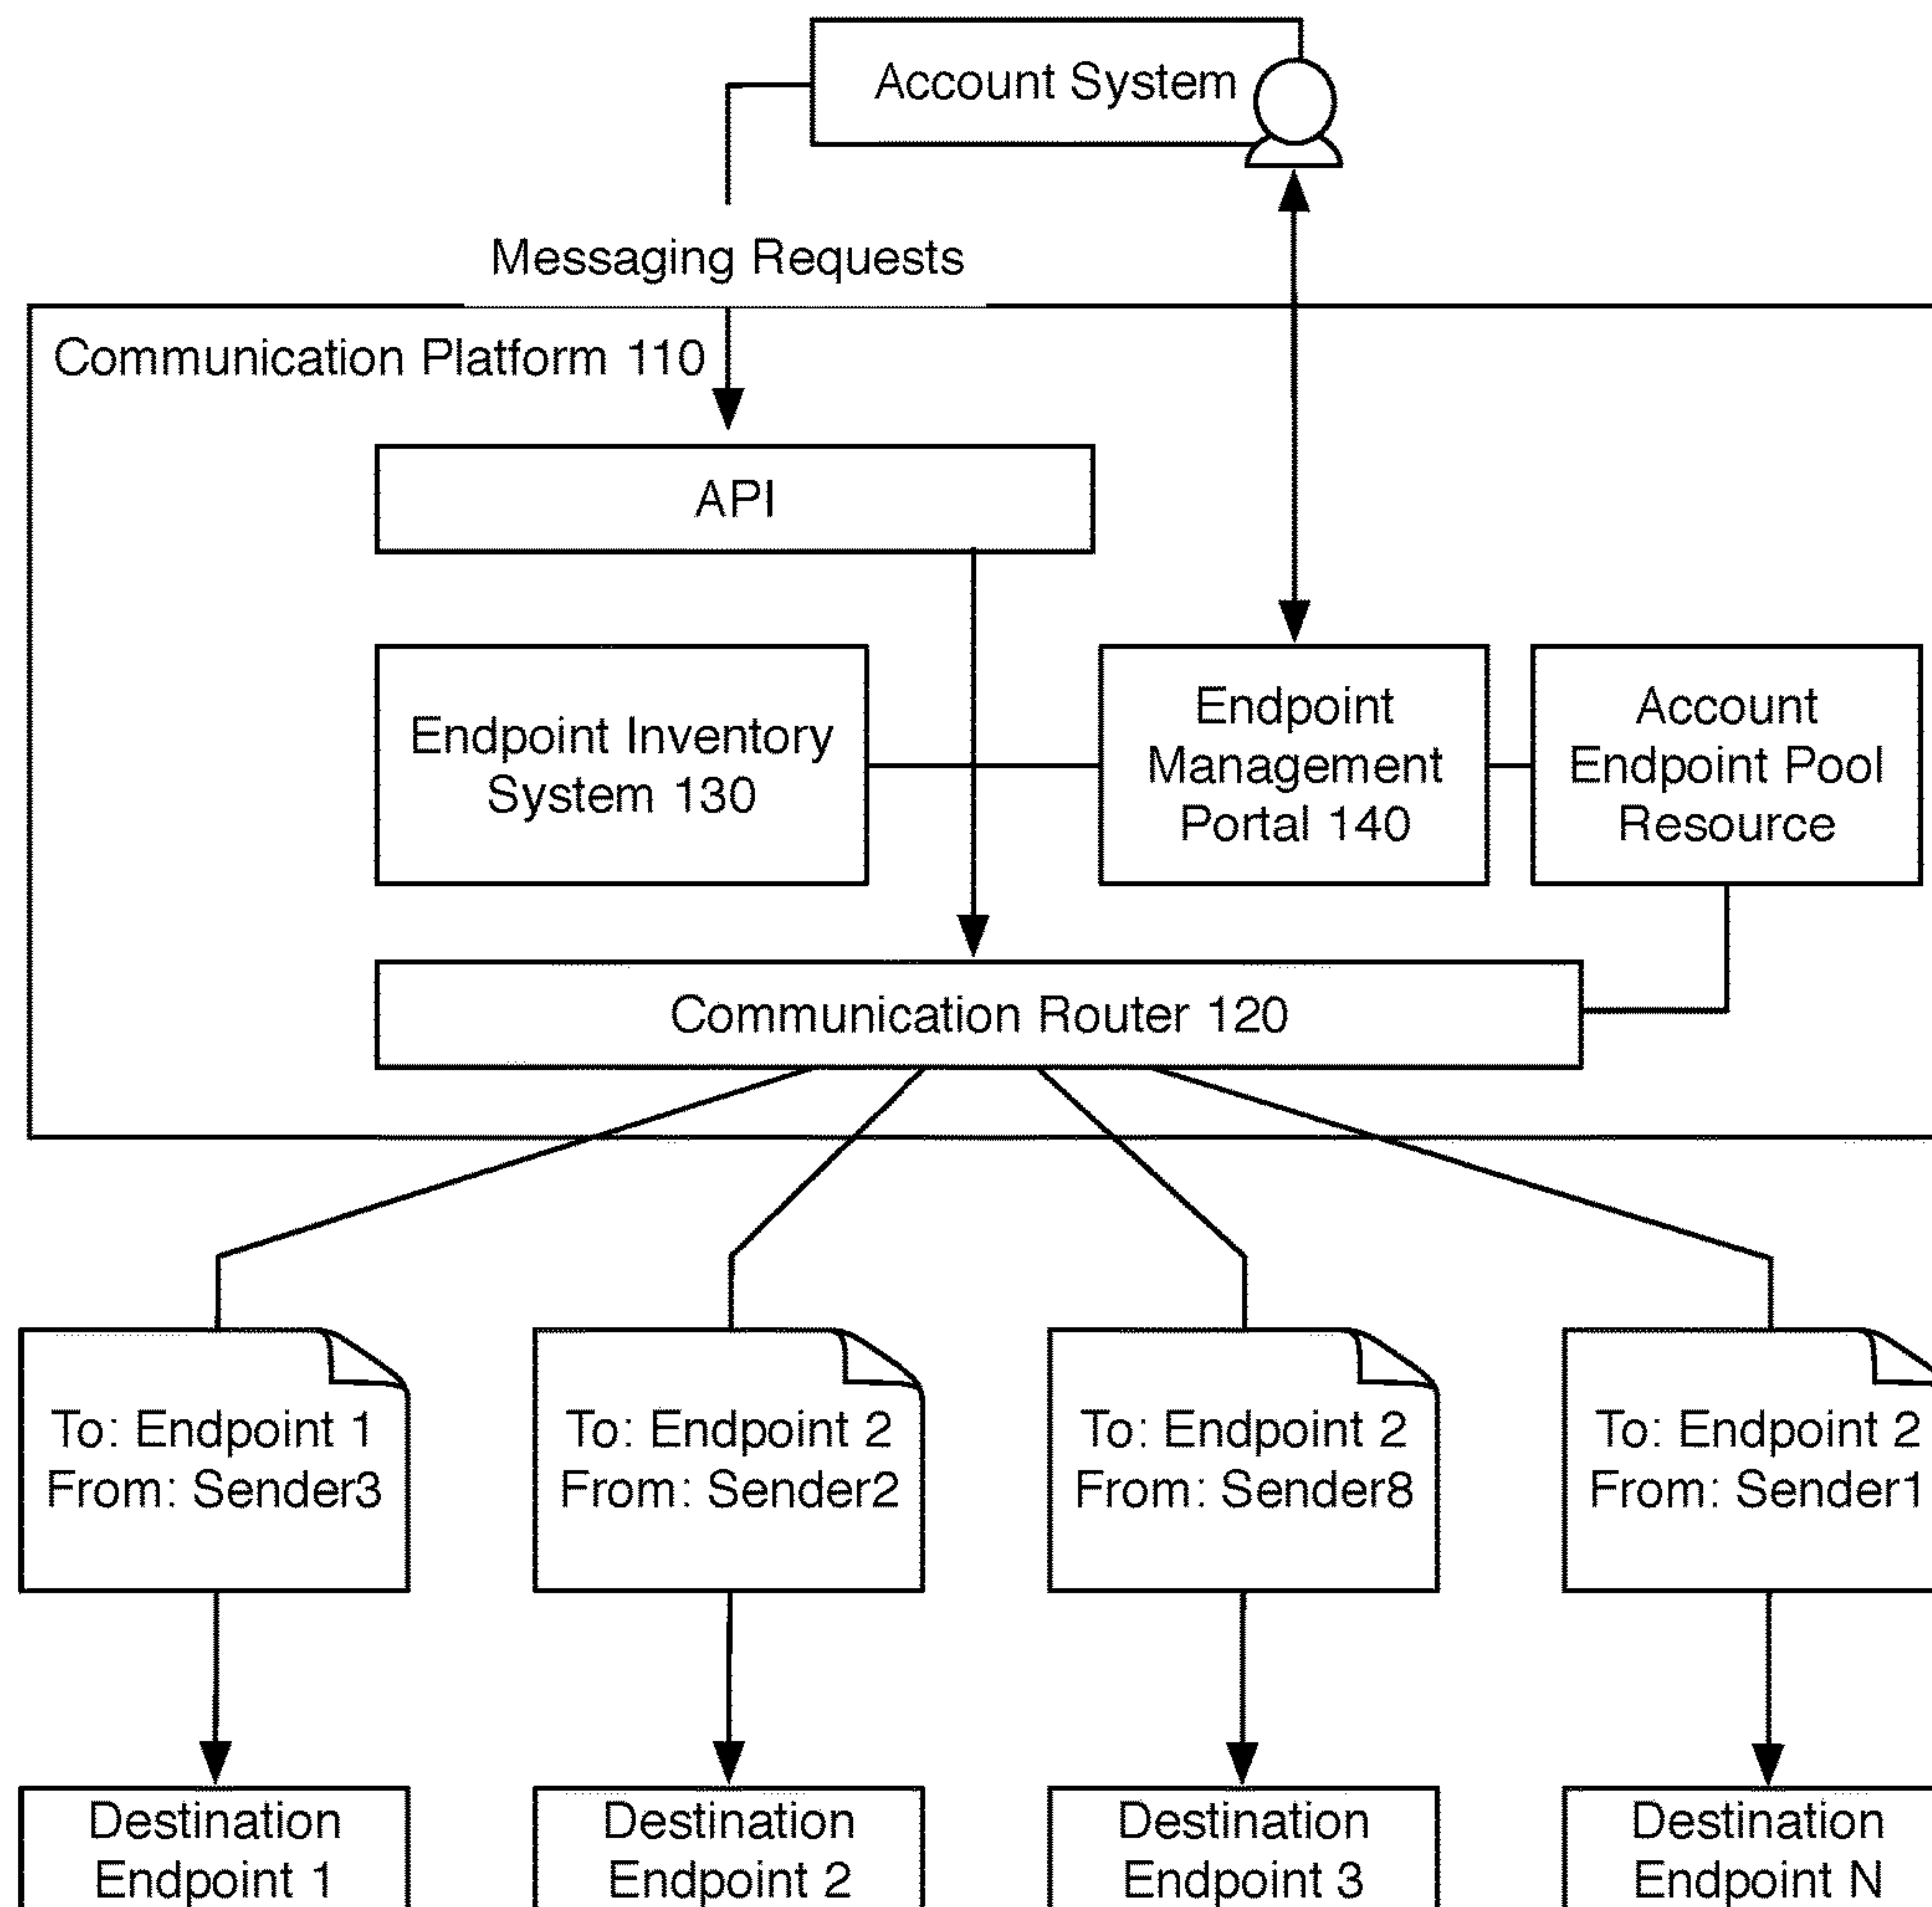 Account System
Messaging Requests
Communication Platform 110
API
Endpoint Inventory
System 130
Endpoint
Management
Portal 140
Account
Endpoint Pool
Resource
Communication Router 120
To: Endpoint 1
From: Sender3
To: Endpoint 2
From: Sender2
To: Endpoint 2
From: Sender8
To: Endpoint 2
From: Sender1
Destination
Endpoint 1
Destination
Endpoint 2
Destination
Endpoint 3
Destination
Endpoint N